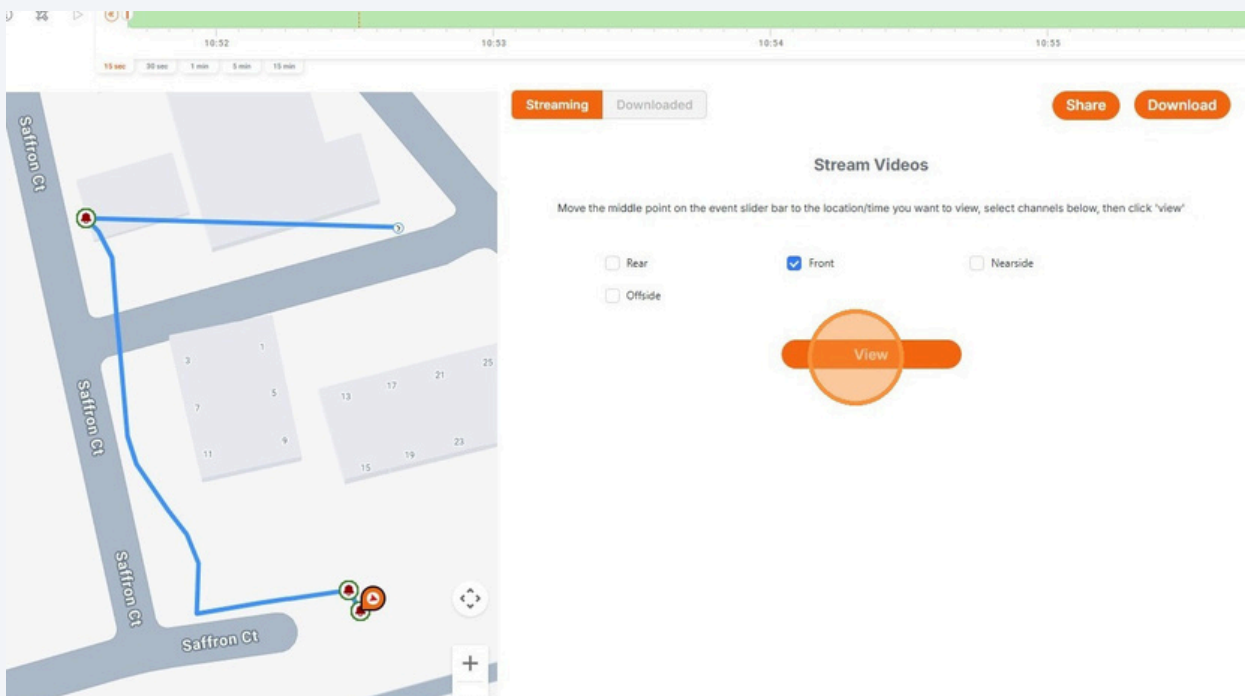 10:52 10:53 10:54 10:55
15 sec 30 sec 1 min 5 min 15 min
Streaming Downloaded Share Download
Stream Videos
Move the middle point on the event slider bar to the location/time you want to view, select channels below, then click 'view'
Rear Front Nearside
Offside
View
Saffron Ct
1
3
5
7
9
11
13
17
21
25
15
19
23
Saffron Ct
Saffron Ct
Saffron Ct
+